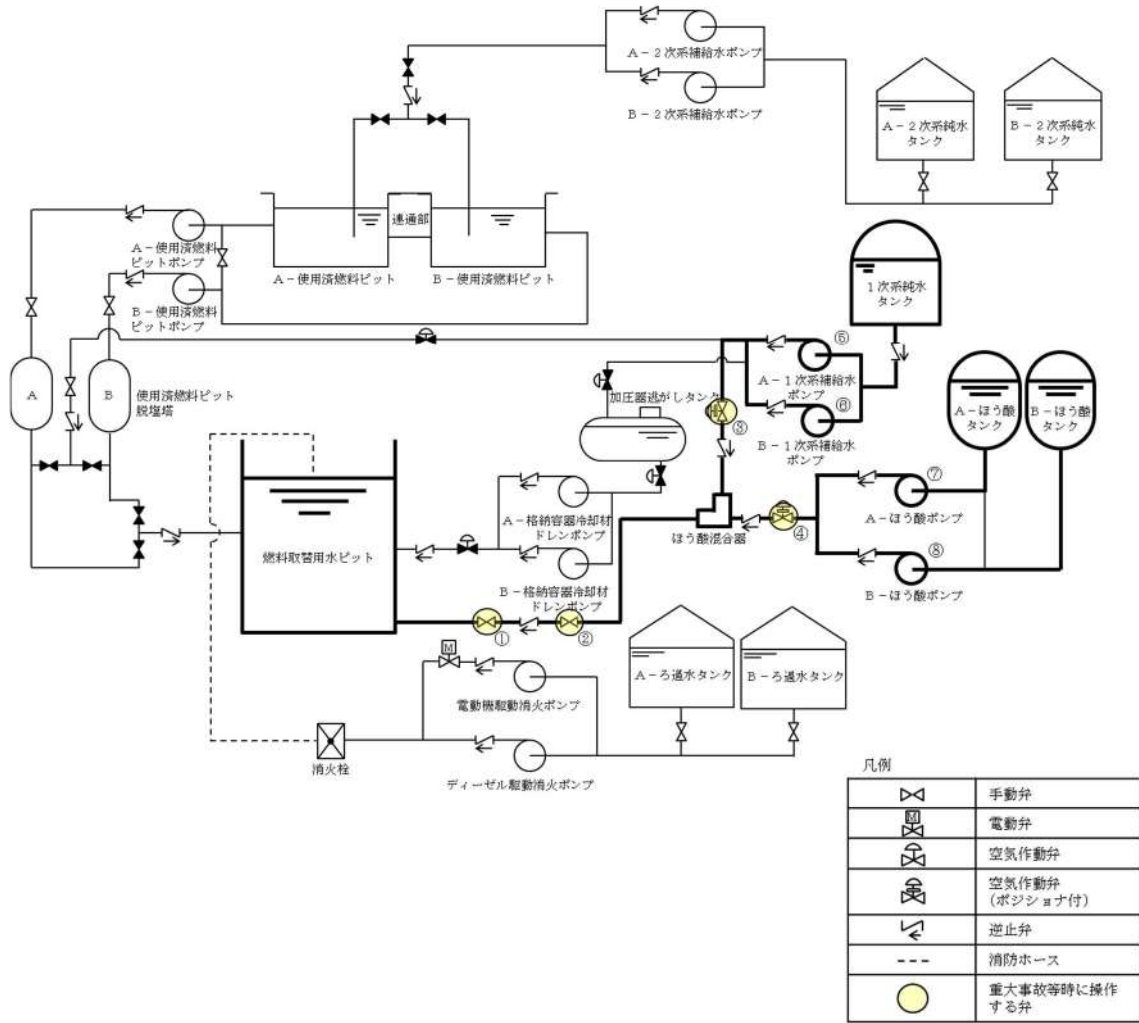 A-2次系補給水ポンプ
B-2次系補給水ポンプ
A-2次系純水
タンク
B-2次系純水
タンク
連通部
A-使用済燃料
ピットポンプ
A-使用済燃料ピット
B-使用済燃料ピット
B-使用済燃料
ピットポンプ
1次系純水
タンク
⑤
A-1次系補給水
ポンプ
⑥
B-1次系補給水
ポンプ
加圧器逃がしタンク
③
A
B
使用済燃料ピット
脱塩塔
A-ほう酸
タンク
B-ほう酸
タンク
⑦
A-ほう酸ポンプ
④
ほう酸混合器
⑧
B-ほう酸ポンプ
A-格納容器冷却材
ドレンポンプ
燃料取替用水ピット
B-格納容器冷却材
ドレンポンプ
①
②
A-ろ過水タンク
B-ろ過水タンク
M
電動機駆動消火ポンプ
消火栓
ディーゼル駆動消火ポンプ
凡例
手動弁
M
電動弁
空気作動弁
空気作動弁
(ポジショナ付)
逆止弁
消防ホース
重大事故等時に操作
する弁